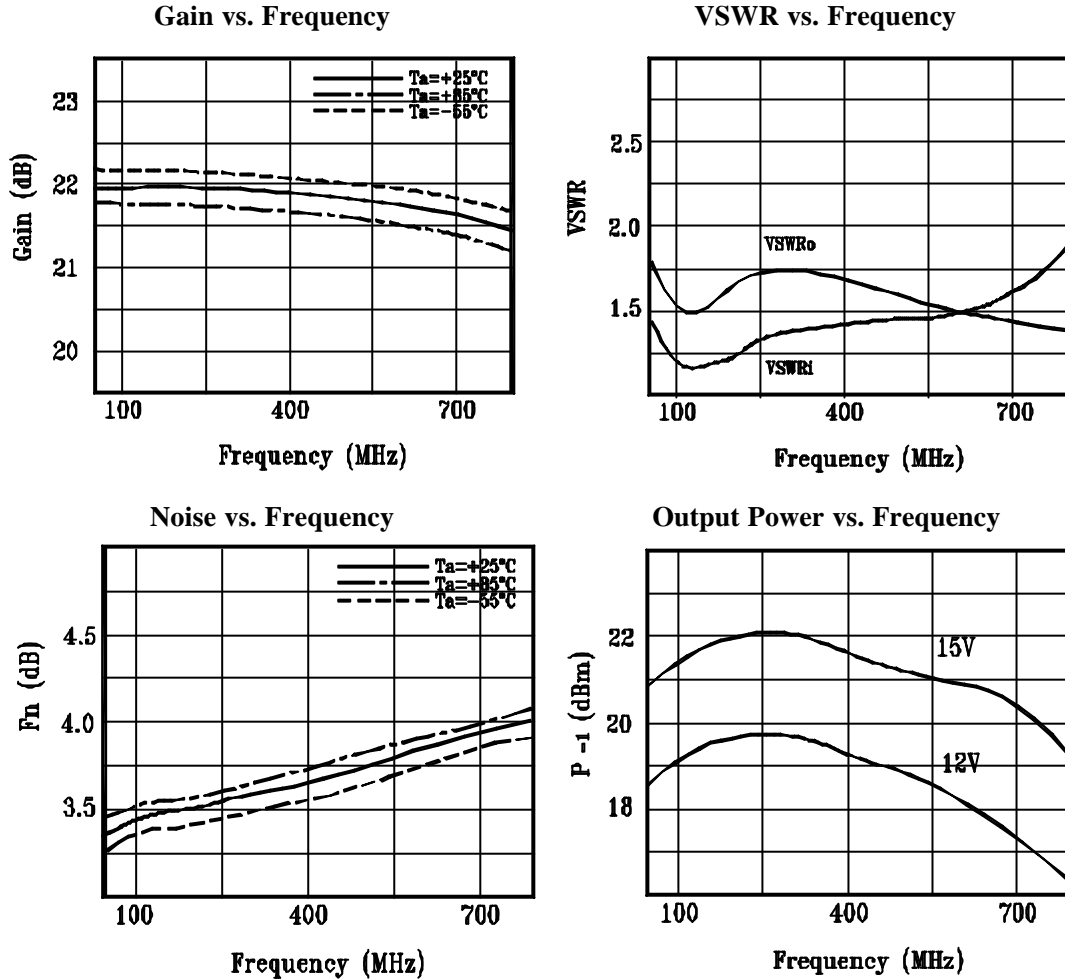 Gain vs. Frequency
Ta=+25°C
Ta=+85°C
Ta=-55°C
23
22
21
20
Gain (dB)
100 400 700
Frequency (MHz)
VSWR vs. Frequency
2.5
2.0
1.5
VSWR
VSWRo
VSWRi
100 400 700
Frequency (MHz)
Noise vs. Frequency
Ta=+25°C
Ta=+85°C
Ta=-55°C
4.5
4.0
3.5
Fn (dB)
100 400 700
Frequency (MHz)
Output Power vs. Frequency
22
20
18
P -1 (dBm)
15V
12V
100 400 700
Frequency (MHz)